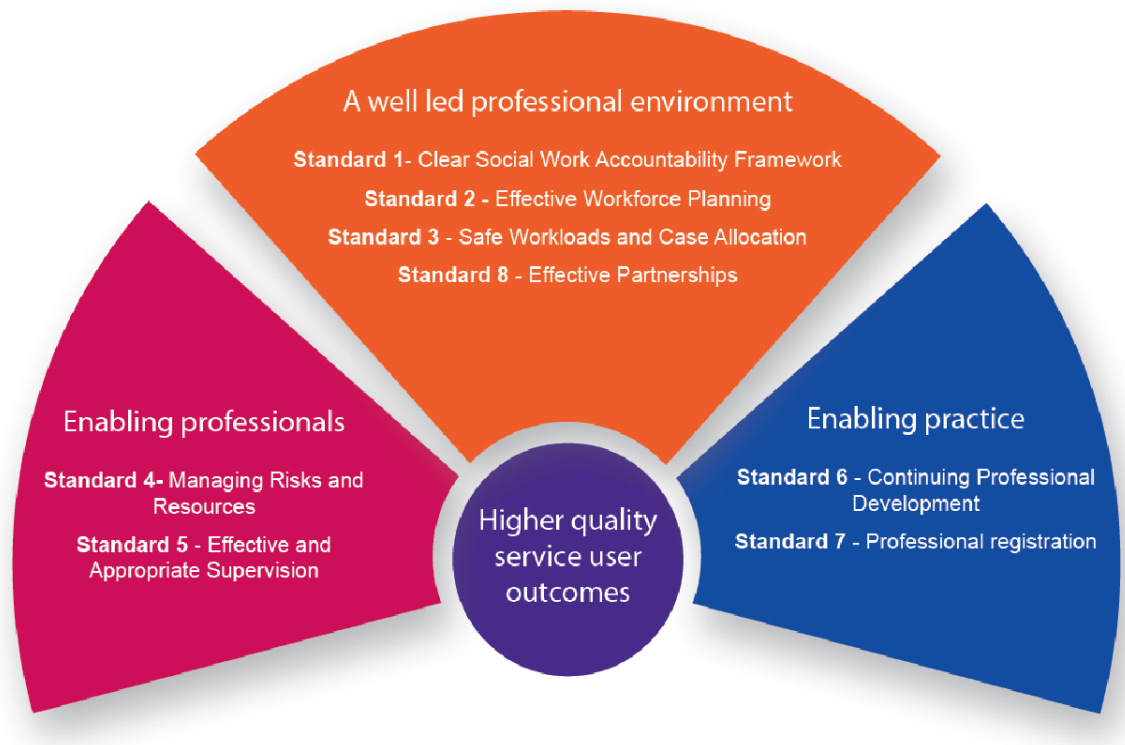 A well led professional environment
Standard 1- Clear Social Work Accountability Framework
Standard 2 - Effective Workforce Planning
Standard 3 - Safe Workloads and Case Allocation
Standard 8 - Effective Partnerships
Enabling professionals
Standard 4- Managing Risks and
Resources
Standard 5 - Effective and
Appropriate Supervision
Higher quality
service user
outcomes
Enabling practice
Standard 6 - Continuing Professional
Development
Standard 7 - Professional registration